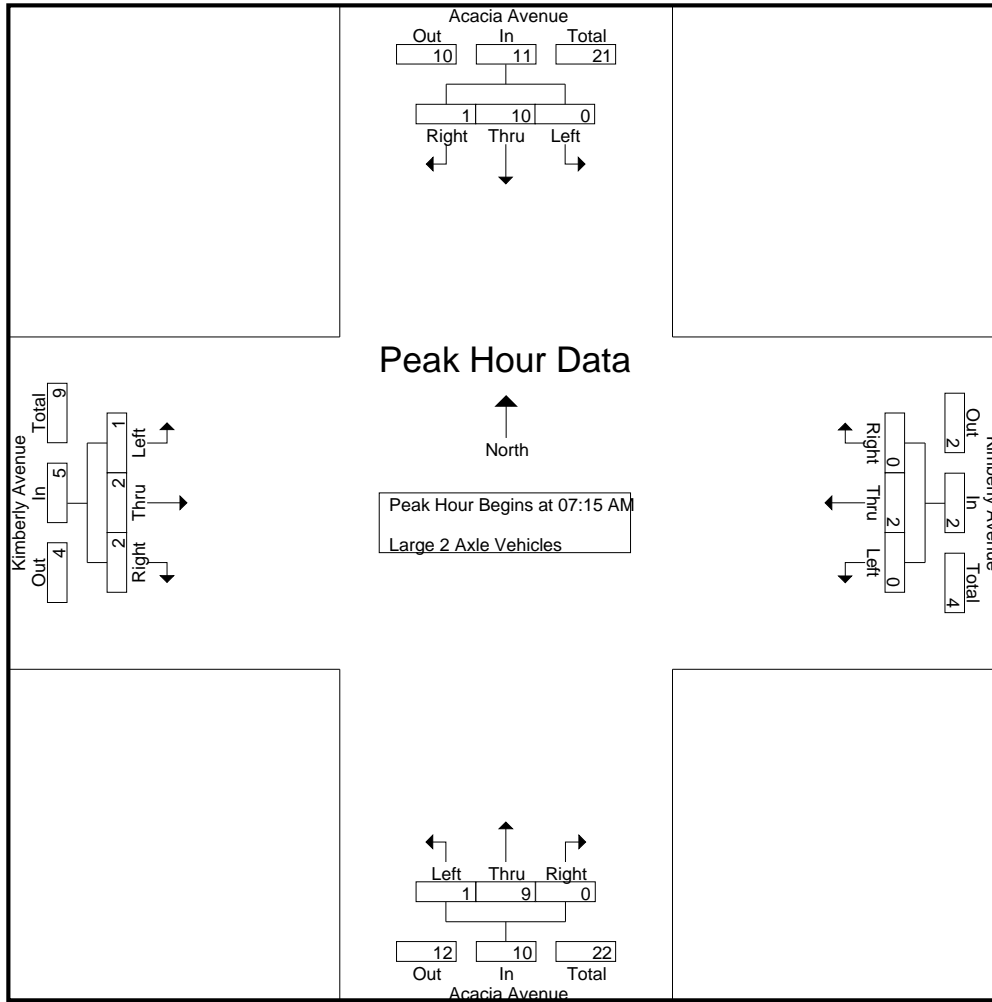 Acacia Avenue
Out In Total
10 11 21
1 10 0
Right Thru Left
Peak Hour Data
North
Peak Hour Begins at 07:15 AM
Large 2 Axle Vehicles
Kimberly Avenue
Total In Out
9 5 4
1 2 2
Left Thru Right
Kimberly Avenue
Out In Total
2 2 4
0 2 0
Right Thru Left
Left Thru Right
1 9 0
12 10 22
Out In Total
Acacia Avenue